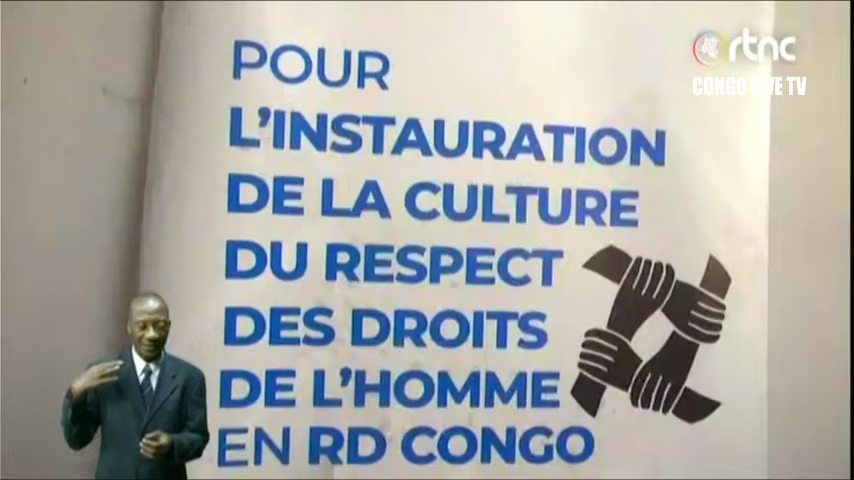 rtnc
CONGO LIVE TV
POUR
L'INSTAURATION
DE LA CULTURE
DU RESPECT
DES DROITS
DE L'HOMME
EN RD CONGO